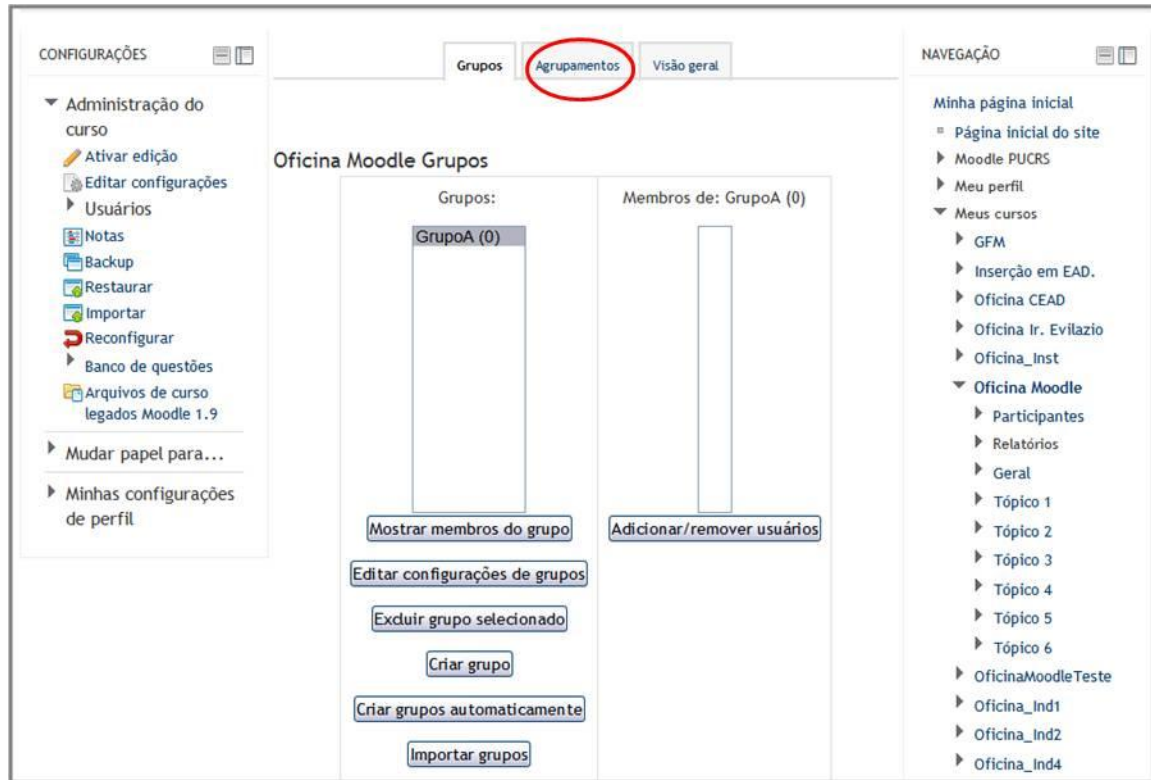 CONFIGURAÇÕES
Administração do
curso
Ativar edição
Editar configurações
Usuários
Notas
Backup
Restaurar
Importar
Reconfigurar
Banco de questões
Arquivos de curso
legados Moodle 1.9
Mudar papel para...
Minhas configurações
de perfil
Grupos
Agrupamentos
Visão geral
Oficina Moodle Grupos
Grupos:
GrupoA (0)
Mostrar membros do grupo
Editar configurações de grupos
Excluir grupo selecionado
Criar grupo
Criar grupos automaticamente
Importar grupos
Membros de: GrupoA (0)
Adicionar/remover usuários
NAVEGAÇÃO
Minha página inicial
Página inicial do site
Moodle PUCRS
Meu perfil
Meus cursos
GFM
Inserção em EAD.
Oficina CEAD
Oficina Ir. Evilazio
Oficina_Inst
Oficina Moodle
Participantes
Relatórios
Geral
Tópico 1
Tópico 2
Tópico 3
Tópico 4
Tópico 5
Tópico 6
OficinaMoodleTeste
Oficina_Ind1
Oficina_Ind2
Oficina_Ind4